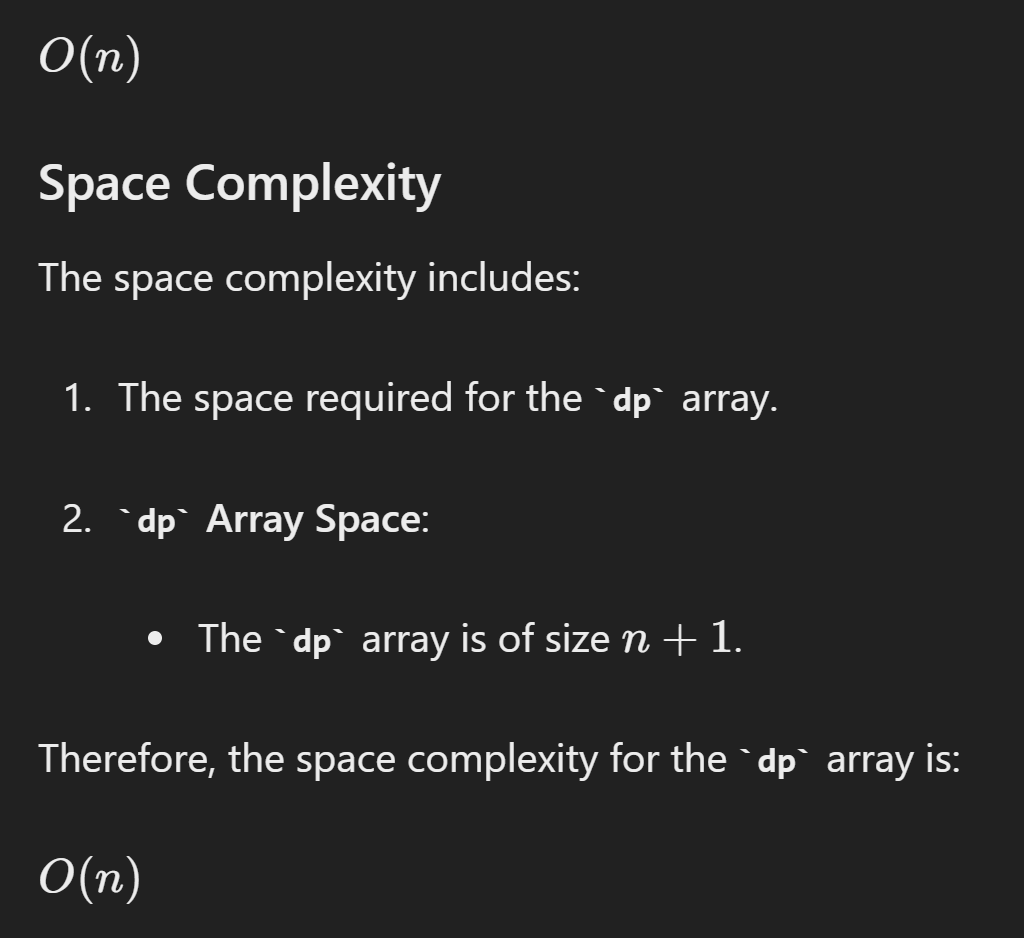 O(n)
Space Complexity
The space complexity includes:
1. The space required for the `dp` array.
2. `dp` Array Space:
• The `dp` array is of size n + 1.
Therefore, the space complexity for the `dp` array is:
O(n)